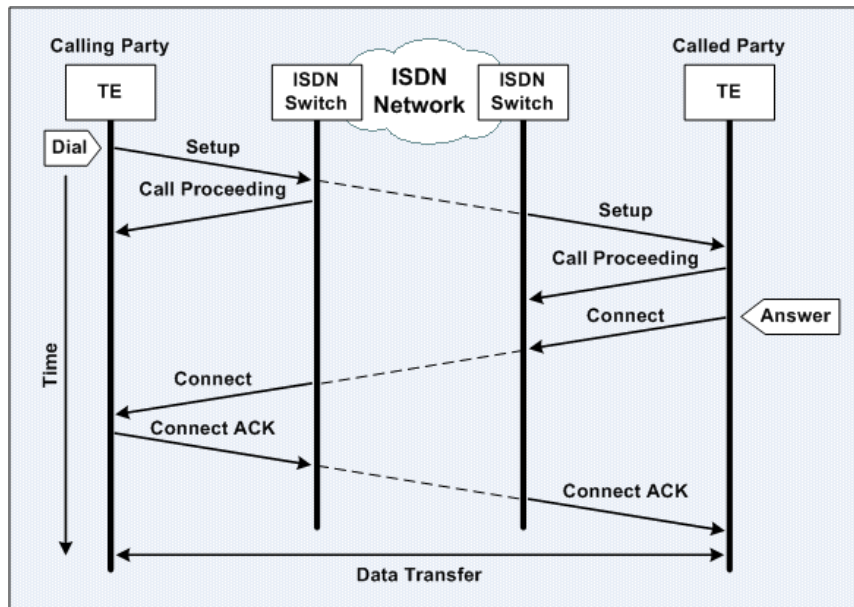 Calling Party
Called Party
TE
ISDN
Switch
ISDN
Network
ISDN
Switch
TE
Dial
Setup
Call Proceeding
Setup
Call Proceeding
Connect
Answer
Time
Connect
Connect ACK
Connect ACK
Data Transfer